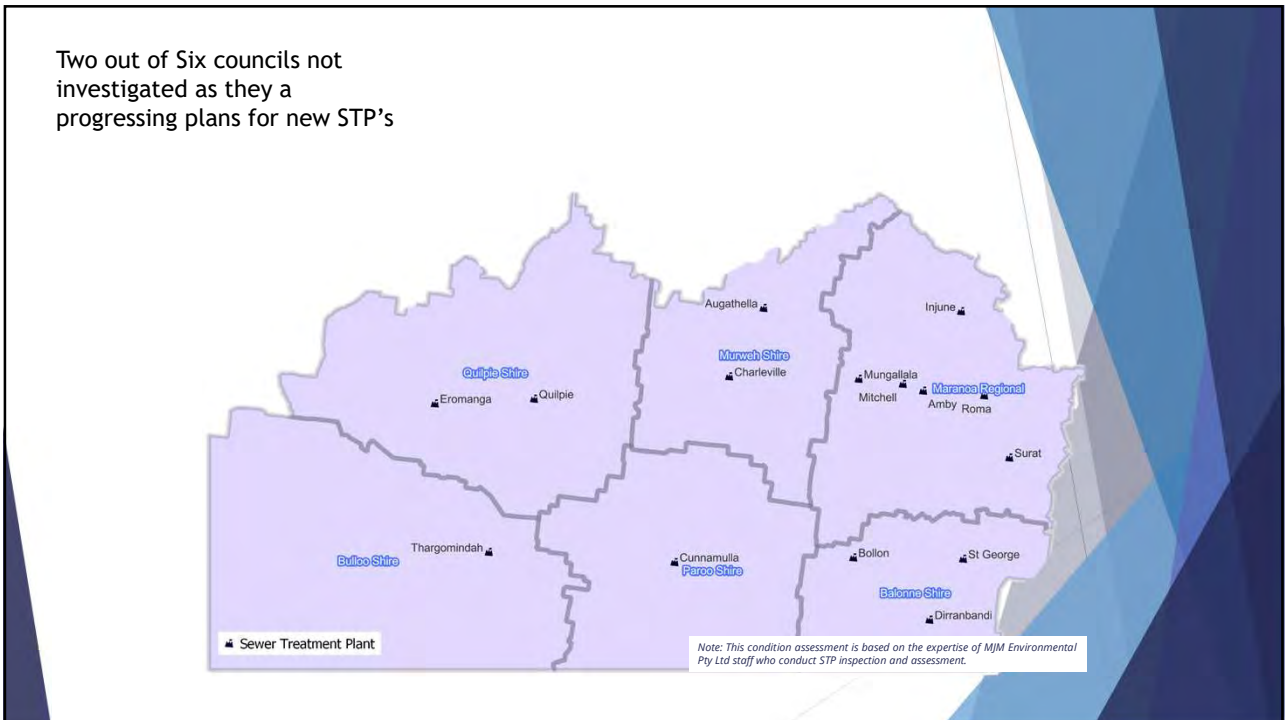 Two out of Six councils not
investigated as they a
progressing plans for new STP's
Augathella
Injune
Murweh Shire
Charleville
Quilpie Shire
Eromanga
Quilpie
Mungallala
Mitchell
Maranoa Regional
Amby
Roma
Surat
Thargomindah
Bulloo Shire
Cunnamulla
Paroo Shire
Bollon
St George
Balonne Shire
Dirranbandi
Sewer Treatment Plant
Note: This condition assessment is based on the expertise of MJM Environmental
Pty Ltd staff who conduct STP inspection and assessment.